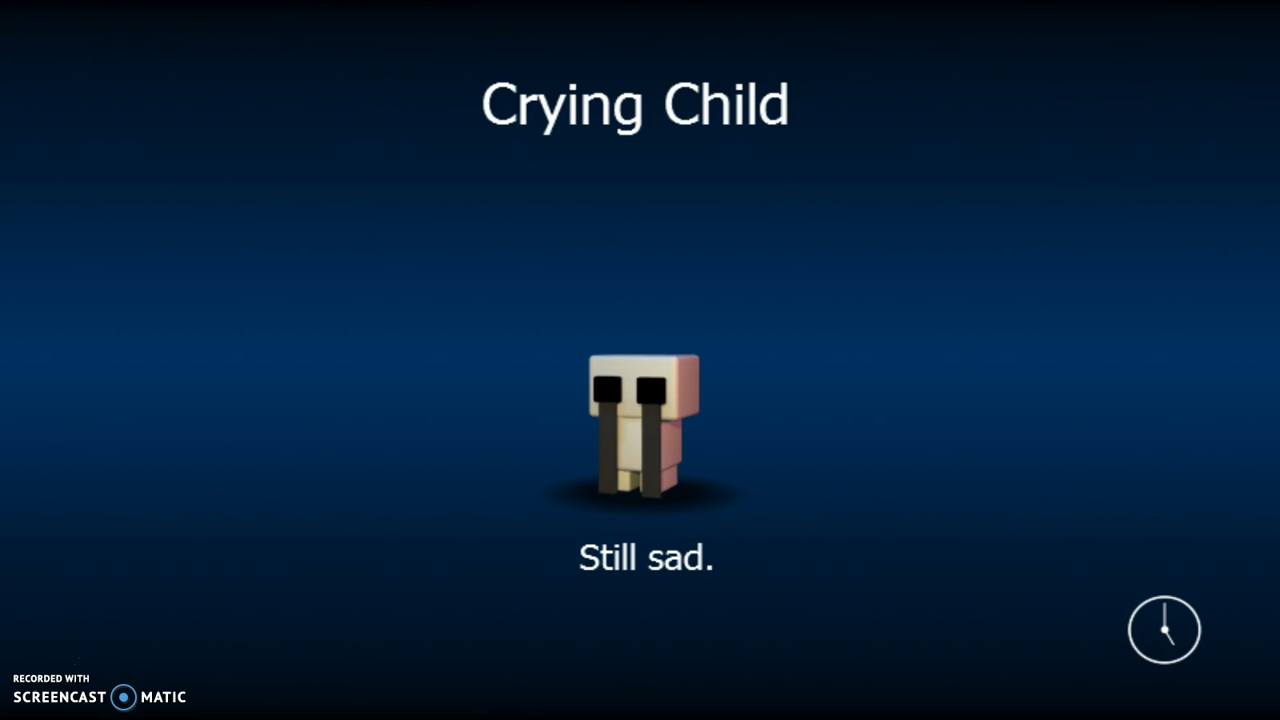 Crying Child
Still sad.
RECORDED WITH
SCREENCAST MATIC